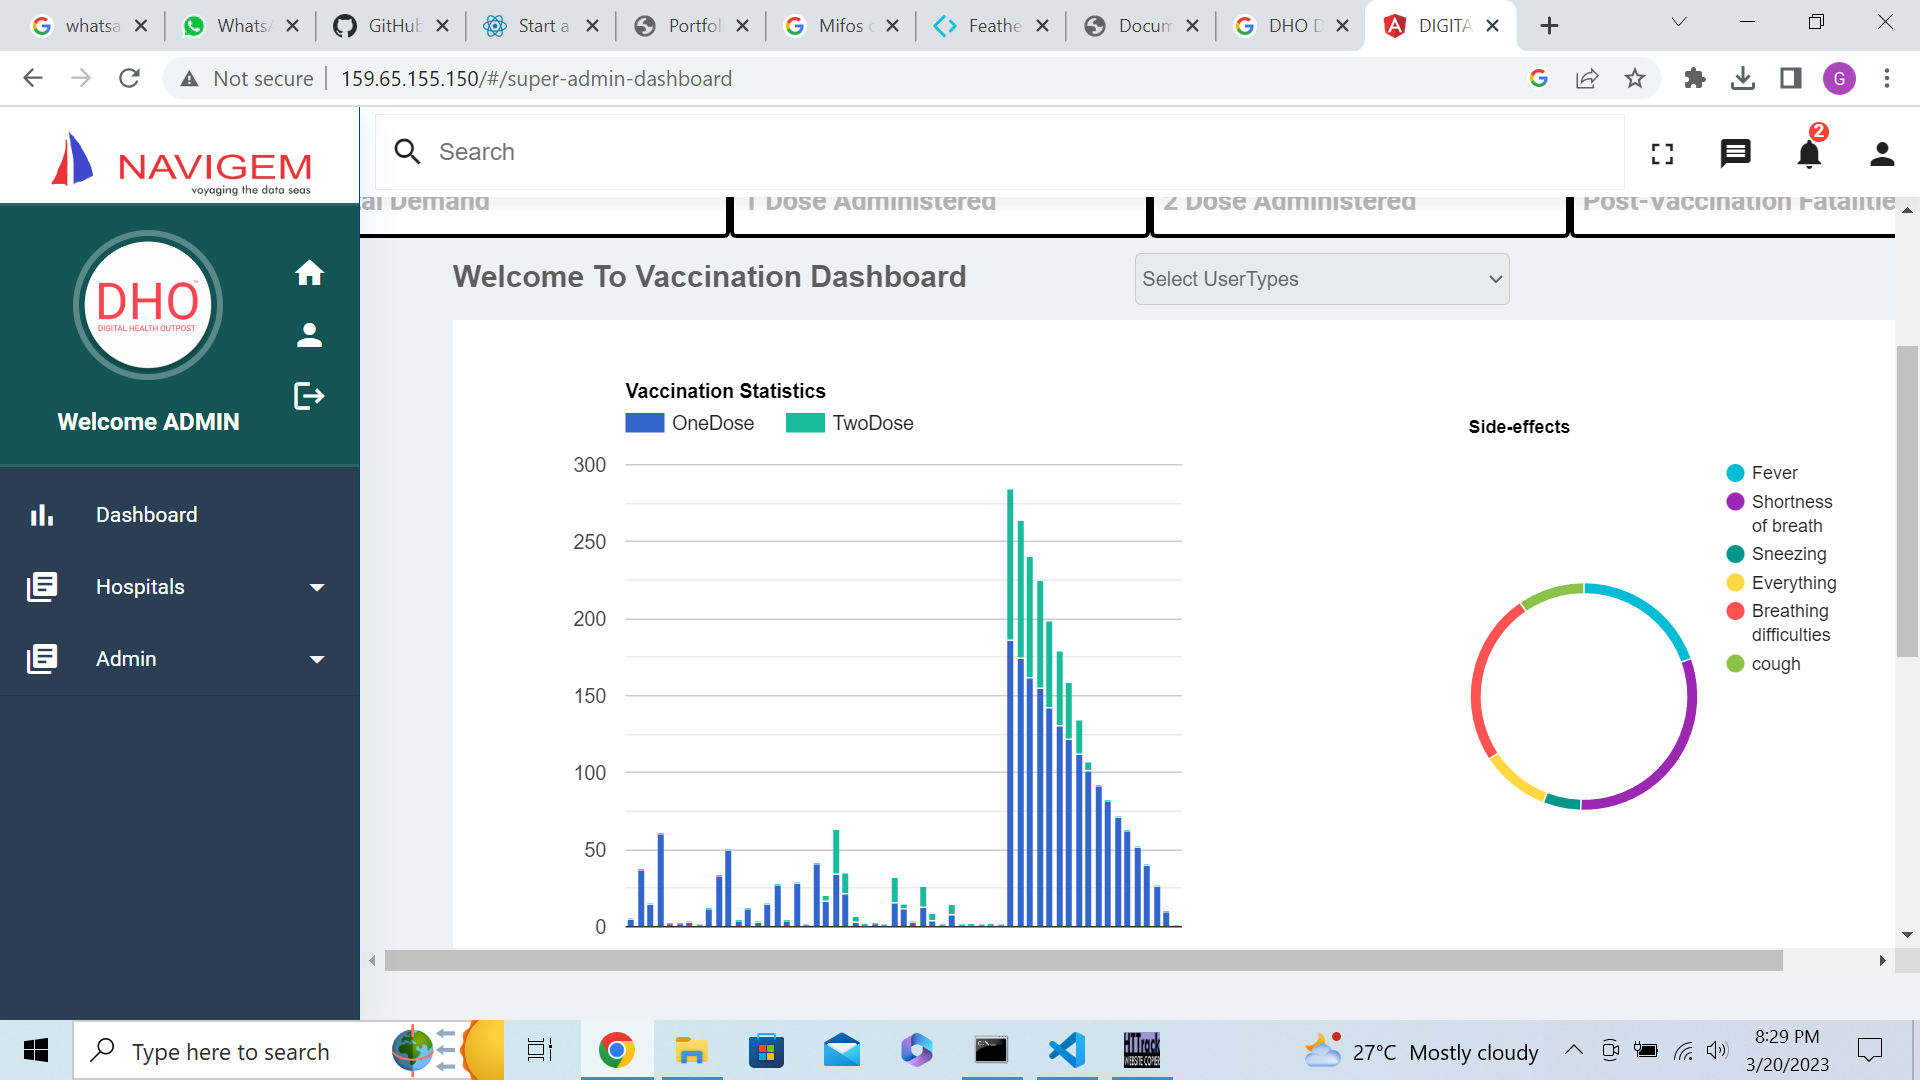 whatsa
WhatsA
GitHub
Start a
Portfol
Mifos
Feathe
Docum
DHO D
DIGITA
Not secure
159.65.155.150/#/super-admin-dashboard
G
NAVIGEM
voyaging the data seas
Search
2
al Demand
1 Dose Administered
2 Dose Administered
Post-Vaccination Fatalitie
DHO
DIGITAL HEALTH OUTPOST
Welcome ADMIN
Dashboard
Hospitals
Admin
Welcome To Vaccination Dashboard
Select UserTypes
Vaccination Statistics
OneDose
TwoDose
300
250
200
150
100
50
0
Side-effects
Fever
Shortness
of breath
Sneezing
Everything
Breathing
difficulties
cough
Type here to search
HTTrack
WEBSITE COPIER
27°C Mostly cloudy
8:29 PM
3/20/2023